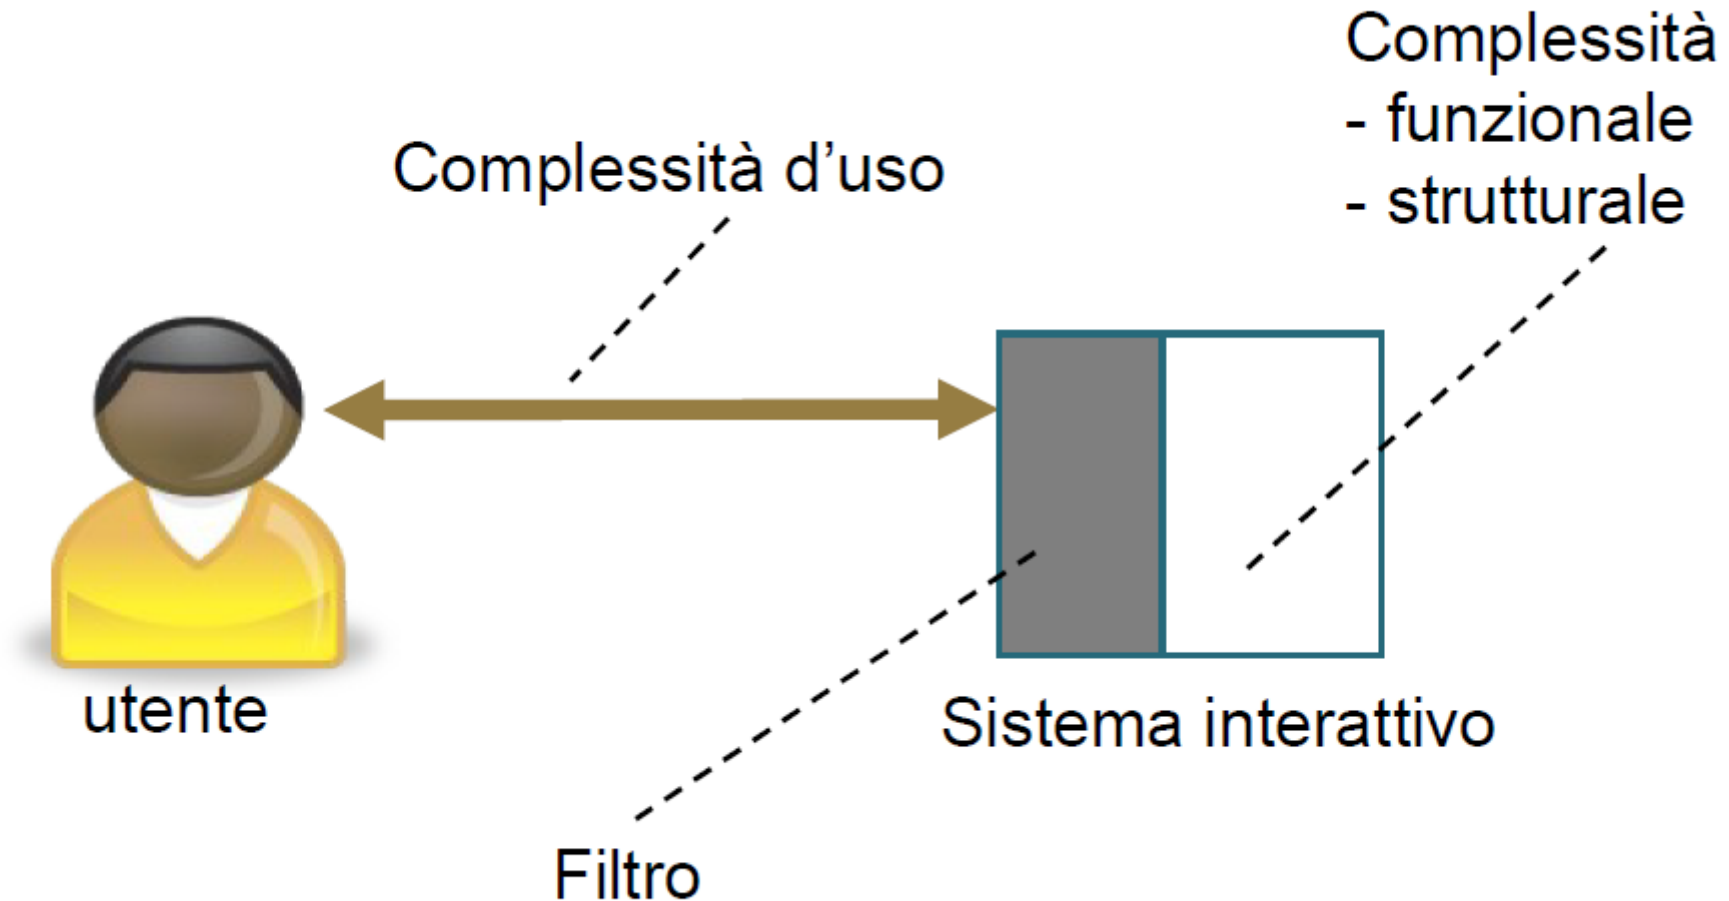 Complessità
- funzionale
- strutturale
Complessità d’uso
utente
Sistema interattivo
Filtro